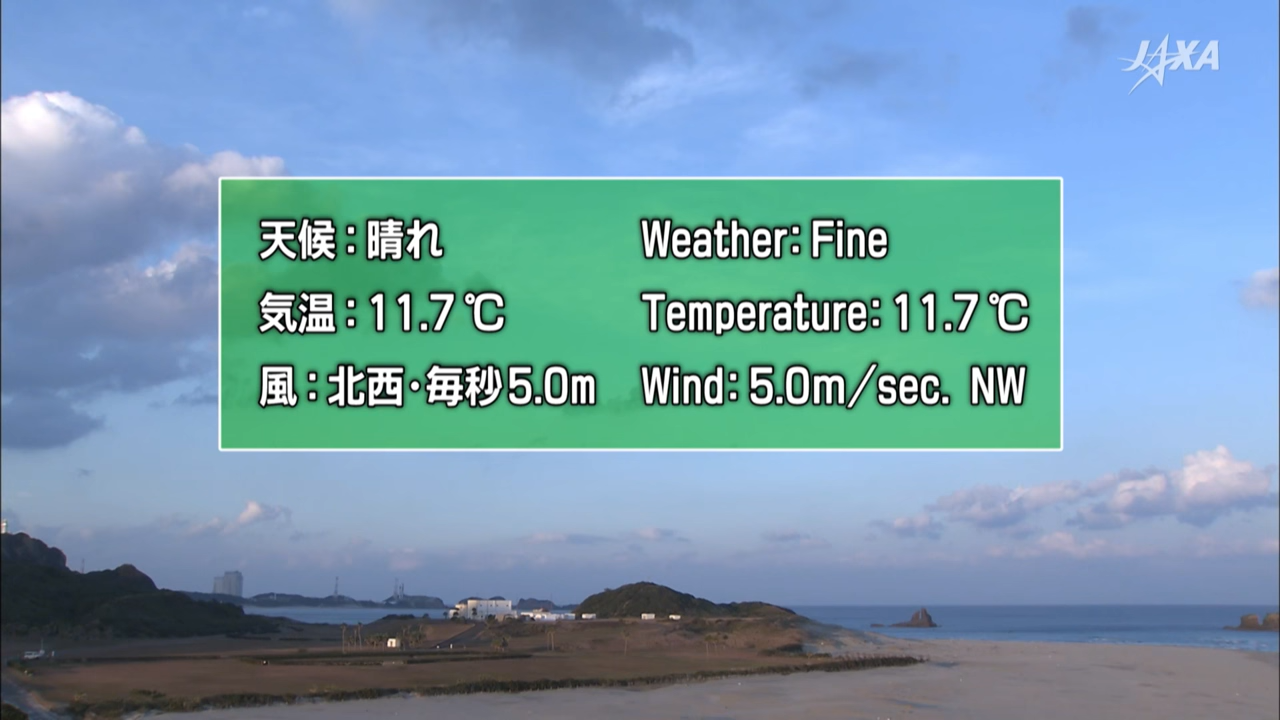 JAXA
天候：晴れ Weather: Fine
気温：11.7℃ Temperature: 11.7℃
風：北西・毎秒5.0m Wind: 5.0m/sec. NW